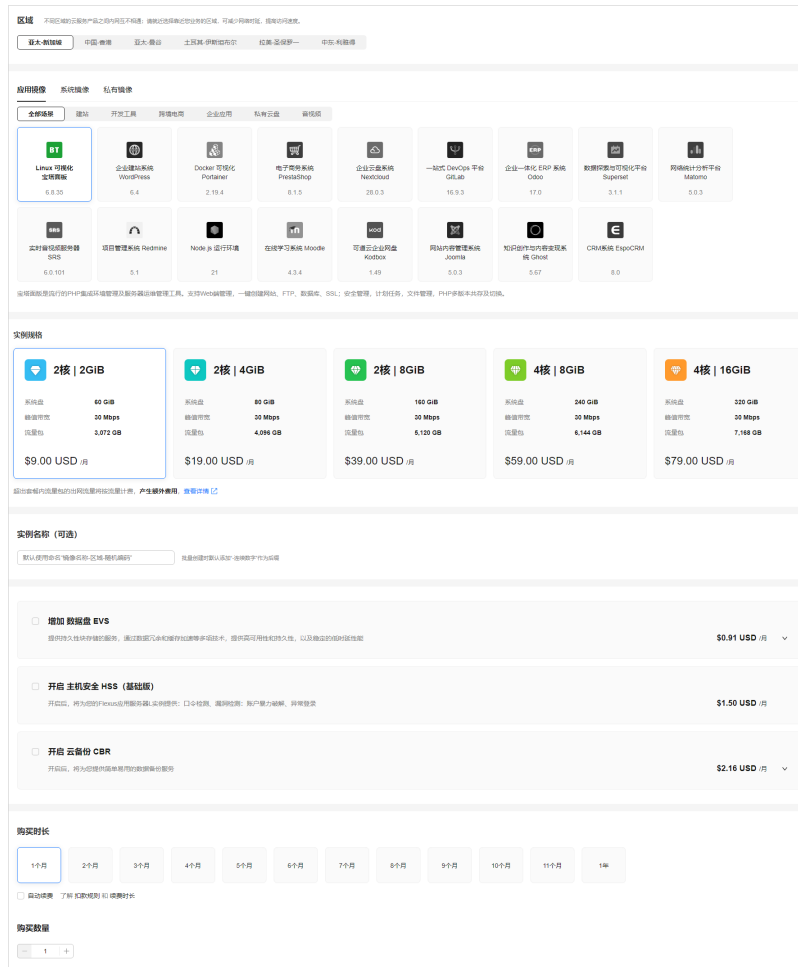 区域 不同区域的云服务产品之间内网互不相通；请就近选择靠近您业务的区域，可减少网络时延，提高访问速度。
亚太-新加坡 中国-香港 亚太-曼谷 土耳其-伊斯坦布尔 拉美-圣保罗一 中东-利雅得
应用镜像 系统镜像 私有镜像
全部场景 建站 开发工具 跨境电商 企业应用 私有云盘 音视频
BT
ERP
Linux 可视化 企业建站系统 Docker 可视化 电子商务系统 企业云盘系统 一站式 DevOps 平台 企业一体化 ERP 系统 数据探索与可视化平台 网络统计分析平台
宝塔面板 WordPress Portainer PrestaShop Nextcloud GitLab Odoo Superset Matomo
6.8.35 6.4 2.19.4 8.1.5 28.0.3 16.9.3 17.0 3.1.1 5.0.3
SRS
Kod
实时音视频服务器 项目管理系统 Redmine Node.js 运行环境 在线学习系统 Moodle 可道云企业网盘 网站内容管理系统 知识创作与内容变现系 CRM系统 EspoCRM
SRS Kodbox Joomla 统 Ghost
6.0.101 5.1 21 4.3.4 1.49 5.0.3 5.67 8.0
宝塔面版是流行的PHP集成环境管理及服务器运维管理工具。支持Web端管理，一键创建网站、FTP、数据库、SSL；安全管理，计划任务，文件管理，PHP多版本共存及切换。
实例规格
2核 | 2GiB 2核 | 4GiB 2核 | 8GiB 4核 | 8GiB 4核 | 16GiB
系统盘 60 GiB 系统盘 80 GiB 系统盘 160 GiB 系统盘 240 GiB 系统盘 320 GiB
峰值带宽 30 Mbps 峰值带宽 30 Mbps 峰值带宽 30 Mbps 峰值带宽 30 Mbps 峰值带宽 30 Mbps
流量包 3,072 GB 流量包 4,096 GB 流量包 5,120 GB 流量包 6,144 GB 流量包 7,168 GB
$9.00 USD /月 $19.00 USD /月 $39.00 USD /月 $59.00 USD /月 $79.00 USD /月
超出套餐内流量包的出网流量将按流量计费，产生额外费用。查看详情
实例名称（可选）
默认使用命名"镜像名称-区域-随机编码" 批量创建时默认添加"-连续数字"作为后缀
增加 数据盘 EVS
提供持久性块存储的服务，通过数据冗余和缓存加速等多项技术，提供高可用性和持久性，以及稳定的低时延性能 $0.91 USD /月
开启 主机安全 HSS（基础版）
开启后，将为您的Flexus应用服务器L实例提供：口令检测、漏洞检测；账户暴力破解、异常登录 $1.50 USD /月
开启 云备份 CBR
开启后，将为您提供简单易用的数据备份服务 $2.16 USD /月
购买时长
1个月 2个月 3个月 4个月 5个月 6个月 7个月 8个月 9个月 10个月 11个月 1年
自动续费 了解 扣款规则 和 续费时长
购买数量
1